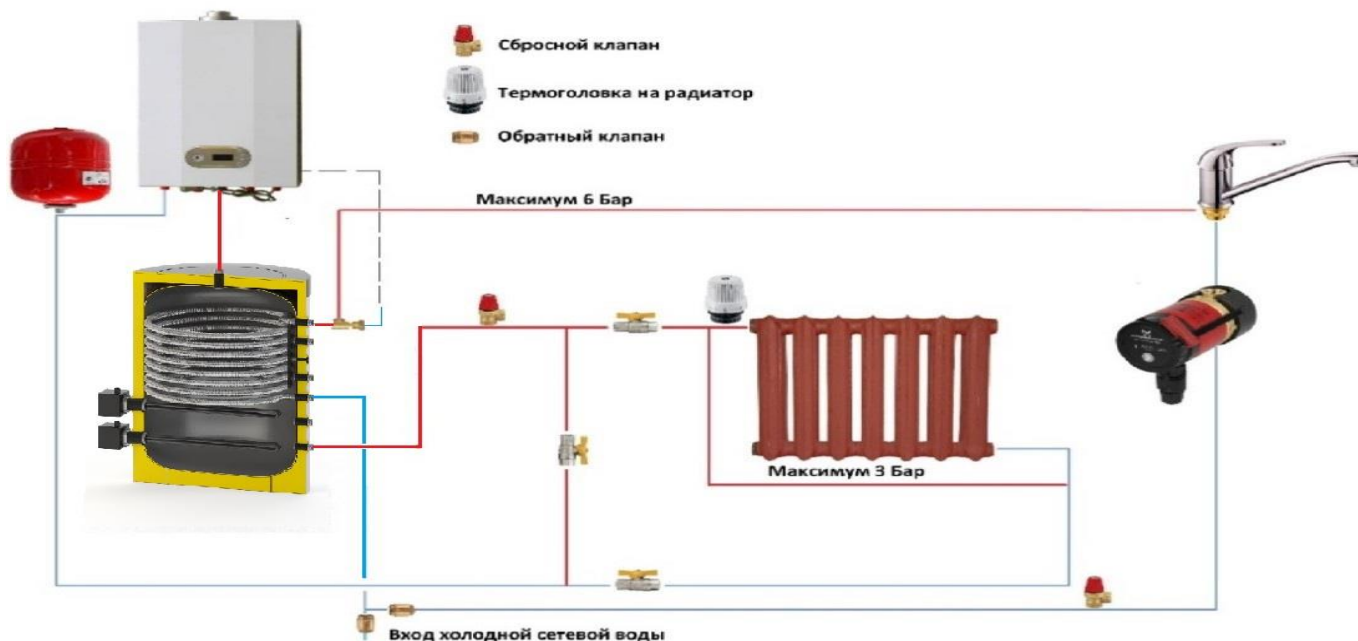 Сбросной клапан
Термоголовка на радиатор
Обратный клапан
Максимум 6 Бар
Максимум 3 Бар
Вход холодной сетевой воды